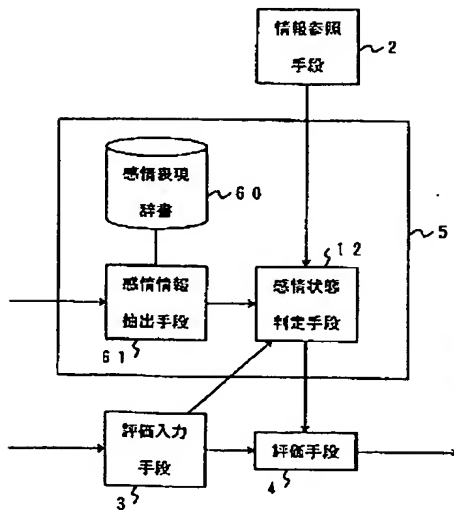 情報参照
手段
2
感情表現
辞書
60
5
12
感情情報
抽出手段
61
感情状態
判定手段
評価入力
手段
3
評価手段
4